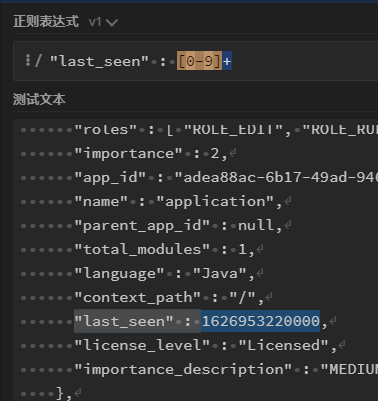 正则表达式 v1
/ "last_seen" : [0-9]+
测试文本
"roles" : [ "ROLE_EDIT", "ROLE_RU
"importance" : 2,
"app_id" : "adea88ac-6b17-49ad-940
"name" : "application",
"parent_app_id" : null,
"total_modules" : 1,
"language" : "Java",
"context_path" : "/",
"last_seen" : 1626953220000,
"license_level" : "Licensed",
"importance_description" : "MEDIUM
},